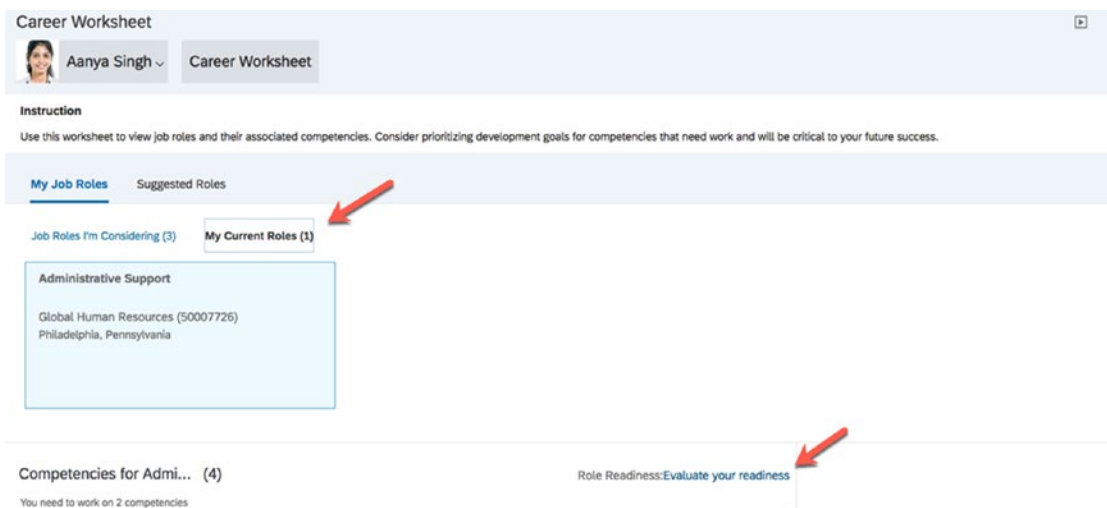 Career Worksheet
Aanya Singh
Career Worksheet
Instruction
Use this worksheet to view job roles and their associated competencies. Consider prioritizing development goals for competencies that need work and will be critical to your future success.
My Job Roles
Suggested Roles
Job Roles I'm Considering (3)
My Current Roles (1)
Administrative Support
Global Human Resources (50007726)
Philadelphia, Pennsylvania
Competencies for Admi... (4)
Role Readiness:Evaluate your readiness
You need to work on 2 competencies